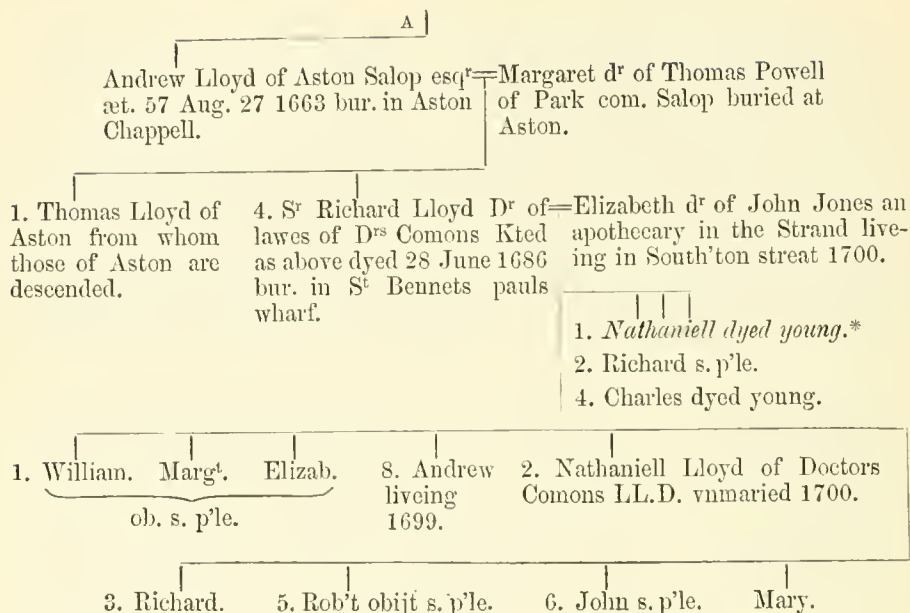 A
Andrew Lloyd of Aston Salop esqʳ=Margaret dʳ of Thomas Powell
æt. 57 Aug. 27 1663 bur. in Aston of Park com. Salop buried at
Chappell. Aston.
1. Thomas Lloyd of 4. Sʳ Richard Lloyd Dʳ of=Elizabeth dʳ of John Jones an
Aston from whom lawes of Dʳˢ Comons Kted apothecary in the Strand live-
those of Aston are as above dyed 28 June 1686 ing in South'ton streat 1700.
descended. bur. in Sᵗ Bennets pauls
wharf.
1. Nathaniell dyed young.*
2. Richard s. p'le.
4. Charles dyed young.
1. William. Margᵗ. Elizab. 8. Andrew 2. Nathaniell Lloyd of Doctors
liveing Comons LL.D. vnmaried 1700.
ob. s. p'le. 1699.
3. Richard. 5. Rob't obijt s. p'le. 6. John s. p'le. Mary.